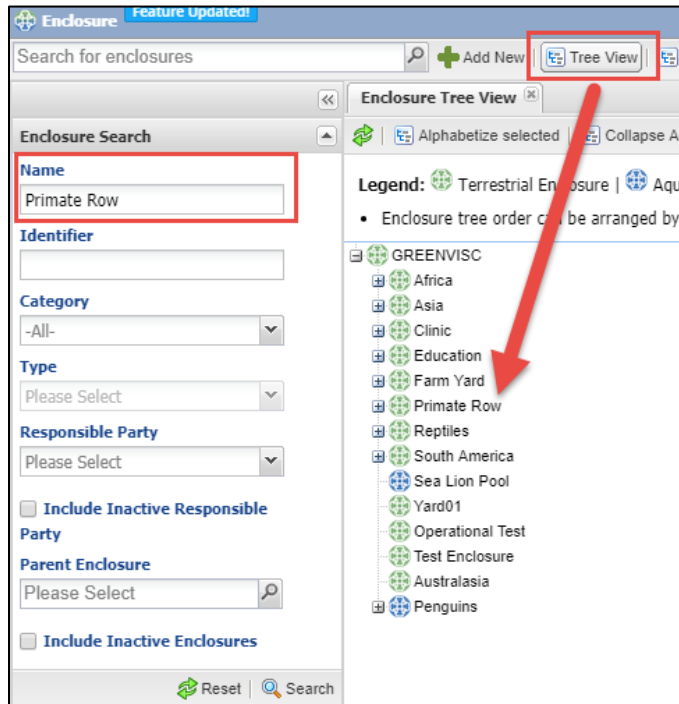 Enclosure Feature Updated!
Search for enclosures Add New Tree View
Enclosure Tree View
Enclosure Search Alphabetize selected Collapse A
Name
Primate Row
Legend: Terrestrial Enclosure | Aqu
• Enclosure tree order can be arranged by
Identifier
Category
-All-
Type
Please Select
Responsible Party
Please Select
Include Inactive Responsible
Party
Parent Enclosure
Please Select
Include Inactive Enclosures
Reset Search
GREENVISC
Africa
Asia
Clinic
Education
Farm Yard
Primate Row
Reptiles
South America
Sea Lion Pool
Yard01
Operational Test
Test Enclosure
Australasia
Penguins